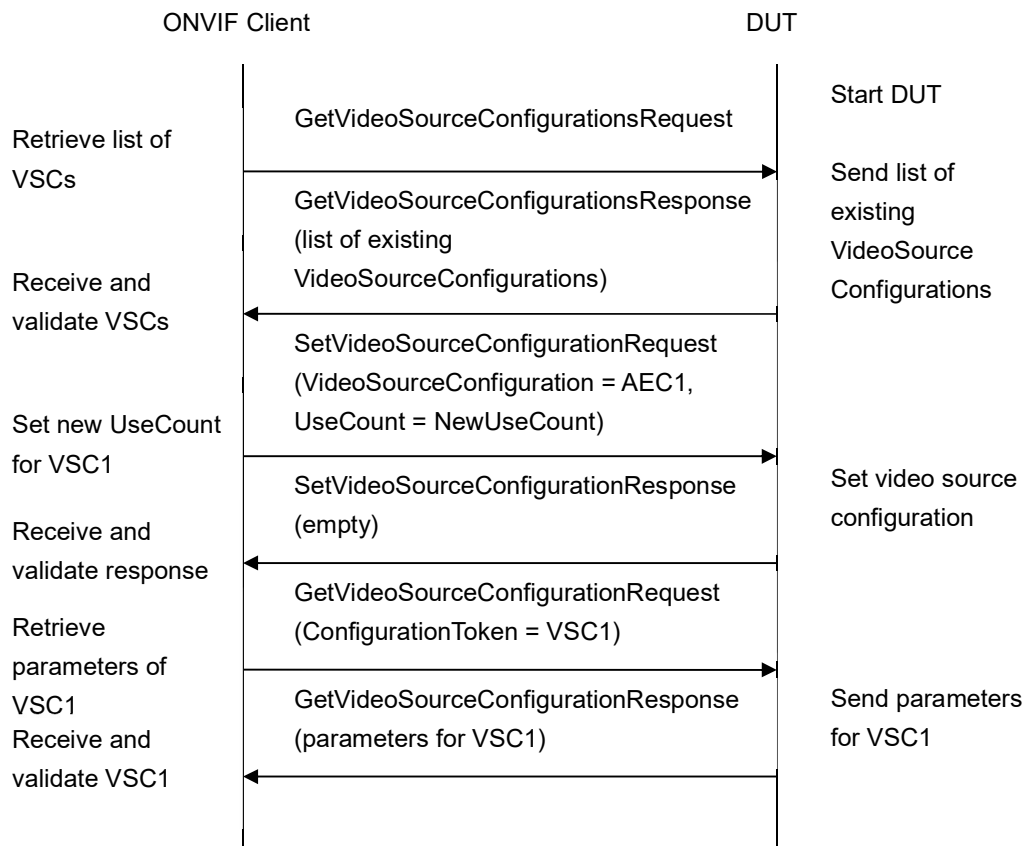 ONVIF Client
DUT
Start DUT
GetVideoSourceConfigurationsRequest
Retrieve list of
VSCs
Send list of
existing
VideoSource
Configurations
GetVideoSourceConfigurationsResponse
(list of existing
VideoSourceConfigurations)
Receive and
validate VSCs
SetVideoSourceConfigurationRequest
(VideoSourceConfiguration = AEC1,
UseCount = NewUseCount)
Set new UseCount
for VSC1
Set video source
configuration
SetVideoSourceConfigurationResponse
(empty)
Receive and
validate response
GetVideoSourceConfigurationRequest
(ConfigurationToken = VSC1)
Retrieve
parameters of
VSC1
Send parameters
for VSC1
GetVideoSourceConfigurationResponse
(parameters for VSC1)
Receive and
validate VSC1